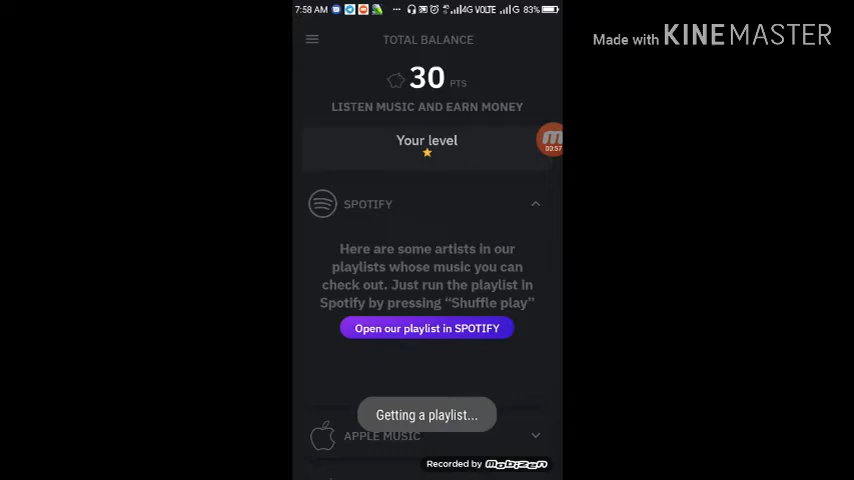 7:58 AM 4G VOLTE G 83%
Made with KINEMASTER
TOTAL BALANCE
30 PTS
LISTEN MUSIC AND EARN MONEY
Your level
00:57
SPOTIFY
Here are some artists in our
playlists whose music you can
check out. Just run the playlist in
Spotify by pressing “Shuffle play”
Open our playlist in SPOTIFY
Getting a playlist...
APPLE MUSIC
Recorded by mobizen